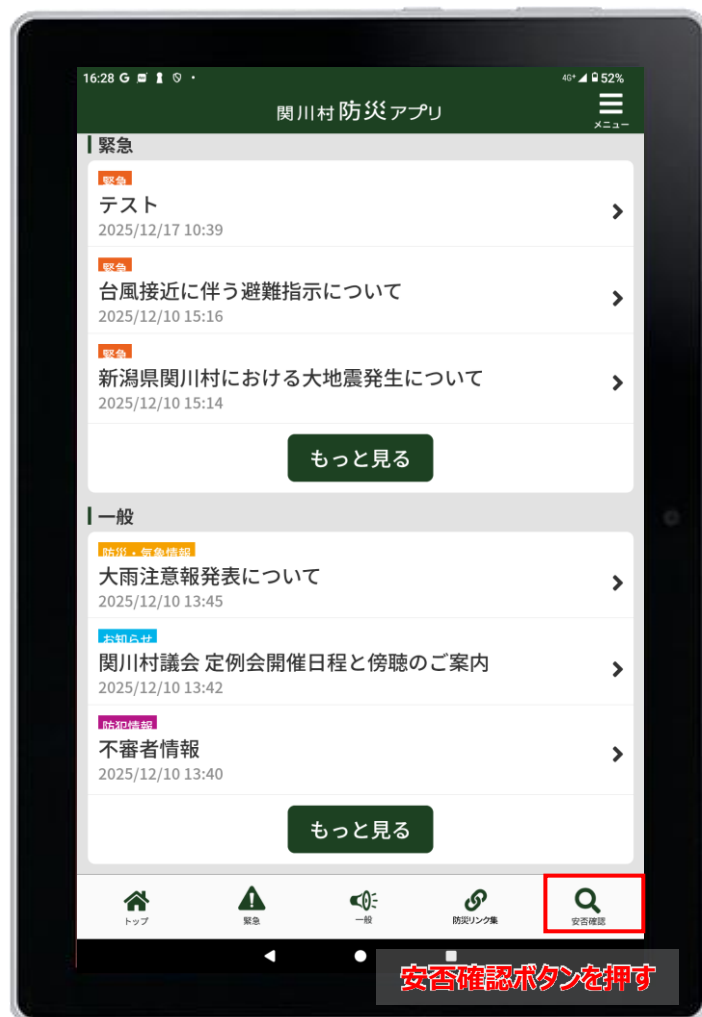 16:28
4G+ 52%
関川村防災アプリ
メニュー
緊急
緊急
テスト
2025/12/17 10:39
緊急
台風接近に伴う避難指示について
2025/12/10 15:16
緊急
新潟県関川村における大地震発生について
2025/12/10 15:14
もっと見る
一般
防災・気象情報
大雨注意報発表について
2025/12/10 13:45
お知らせ
関川村議会 定例会開催日程と傍聴のご案内
2025/12/10 13:42
防犯情報
不審者情報
2025/12/10 13:40
もっと見る
トップ
緊急
一般
防災リンク集
安否確認
安否確認ボタンを押す